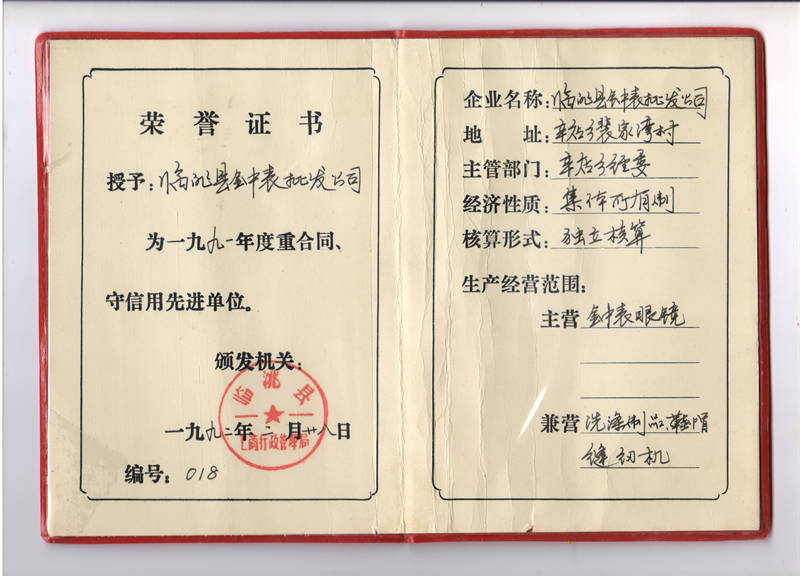 荣誉证书
授予：临洮县钟表批发公司
为一九九一年度重合同、
守信用先进单位。
颁发机关：
临洮县
工商行政管理局
一九九二年二月廿八日
编号：018
企业名称：临洮县钟表批发公司
地址：辛店乡裴家湾村
主管部门：辛店乡经委
经济性质：集体所有制
核算形式：独立核算
生产经营范围：
主营 钟表眼镜
兼营 洗涤制品鞋帽
缝纫机